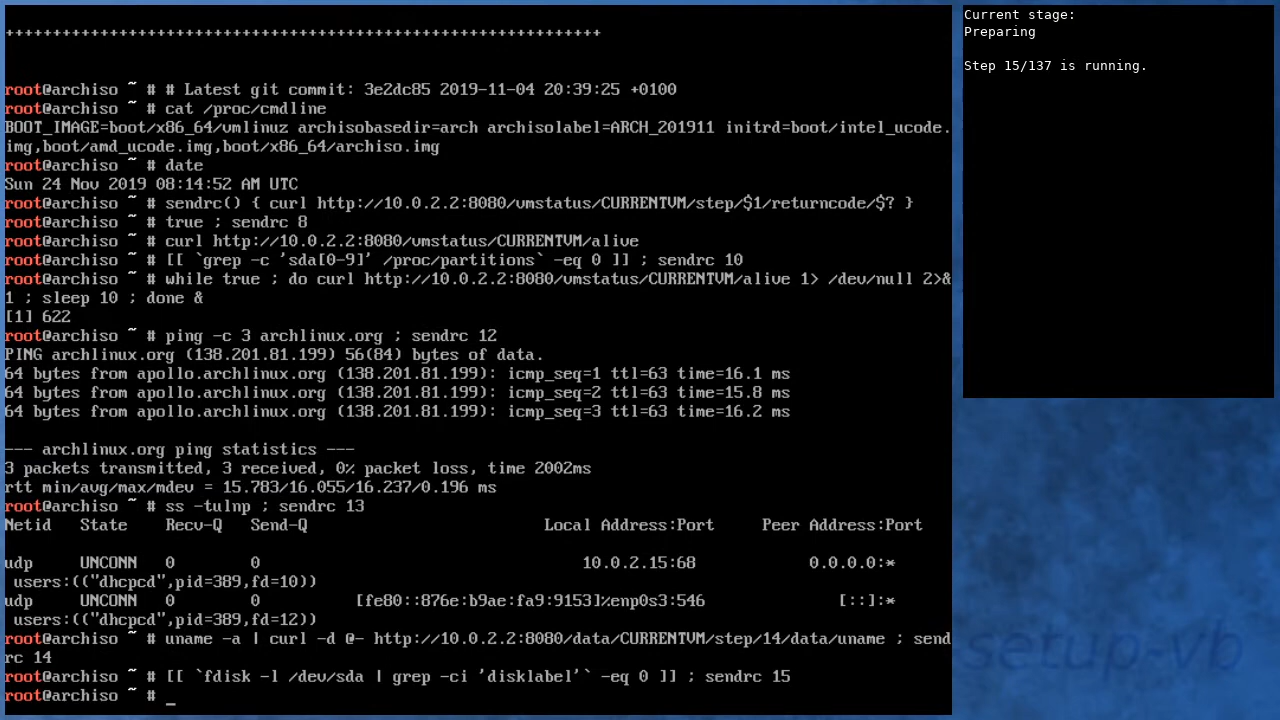 ++++++++++++++++++++++++++++++++++++++++++++++++++++++++++++++++
root@archiso ~ # # Latest git commit: 3e2dc85 2019-11-04 20:39:25 +0100
root@archiso ~ # cat /proc/cmdline
BOOT_IMAGE=boot/x86_64/vmlinuz archisobasedir=arch archisolabel=ARCH_201911 initrd=boot/intel_ucode.
img,boot/amd_ucode.img,boot/x86_64/archiso.img
root@archiso ~ # date
Sun 24 Nov 2019 08:14:52 AM UTC
root@archiso ~ # sendrc() { curl http://10.0.2.2:8080/vmstatus/CURRENTVM/step/$1/returncode/$? }
root@archiso ~ # true ; sendrc 8
root@archiso ~ # curl http://10.0.2.2:8080/vmstatus/CURRENTVM/alive
root@archiso ~ # [[ `grep -c 'sda[0-9]' /proc/partitions` -eq 0 ]] ; sendrc 10
root@archiso ~ # while true ; do curl http://10.0.2.2:8080/vmstatus/CURRENTVM/alive 1> /dev/null 2>&
1 ; sleep 10 ; done &
[1] 622
root@archiso ~ # ping -c 3 archlinux.org ; sendrc 12
PING archlinux.org (138.201.81.199) 56(84) bytes of data.
64 bytes from apollo.archlinux.org (138.201.81.199): icmp_seq=1 ttl=63 time=16.1 ms
64 bytes from apollo.archlinux.org (138.201.81.199): icmp_seq=2 ttl=63 time=15.8 ms
64 bytes from apollo.archlinux.org (138.201.81.199): icmp_seq=3 ttl=63 time=16.2 ms
--- archlinux.org ping statistics ---
3 packets transmitted, 3 received, 0% packet loss, time 2002ms
rtt min/avg/max/mdev = 15.783/16.055/16.237/0.196 ms
root@archiso ~ # ss -tulnp ; sendrc 13
Netid State Recv-Q Send-Q Local Address:Port Peer Address:Port
udp UNCONN 0 0 10.0.2.15:68 0.0.0.0:*
users:(("dhcpcd",pid=389,fd=10))
udp UNCONN 0 0 [fe80::876e:b9ae:fa9:9153]%enp0s3:546 [::]:*
users:(("dhcpcd",pid=389,fd=12))
root@archiso ~ # uname -a | curl -d @- http://10.0.2.2:8080/data/CURRENTVM/step/14/data/uname ; send
rc 14
root@archiso ~ # [[ `fdisk -l /dev/sda | grep -ci 'disklabel'` -eq 0 ]] ; sendrc 15
root@archiso ~ # _
Current stage:
Preparing
Step 15/137 is running.
setup-vb